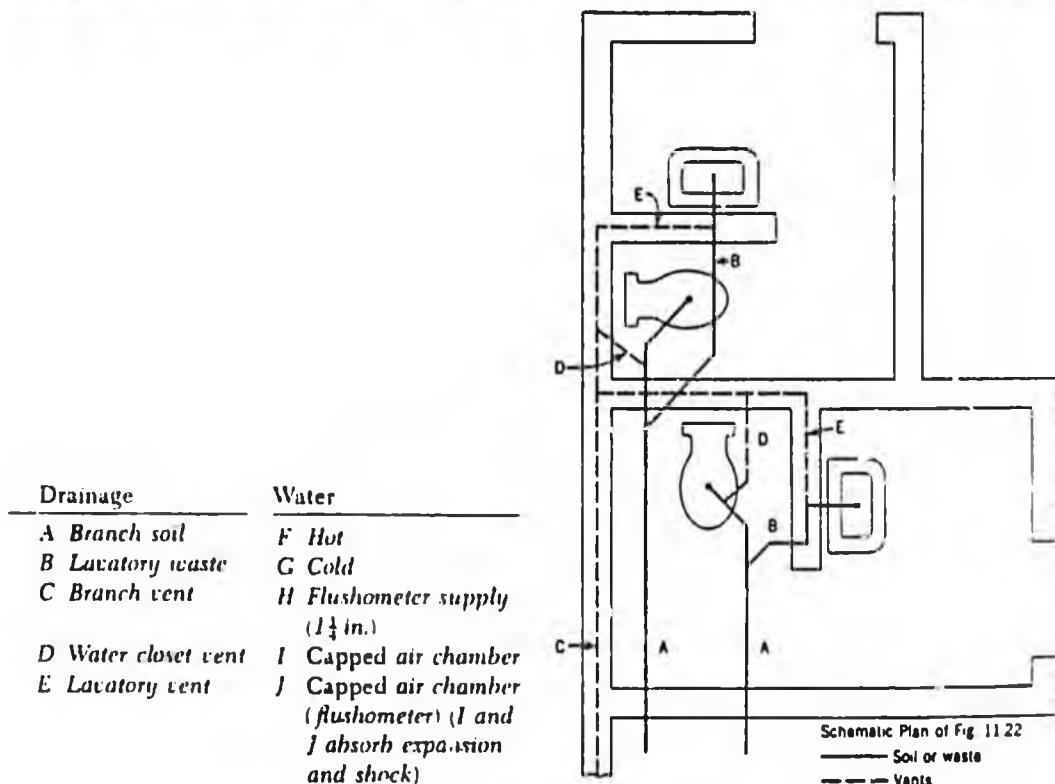 Drainage
A Branch soil
B Lavatory waste
C Branch vent
D Water closet vent
E Lavatory vent
Water
F Hot
G Cold
H Flushometer supply
(1 1/4 in.)
I Capped air chamber
J Capped air chamber
(flushometer) (I and
J absorb expansion
and shock)
E
B
D
D
E
B
C
A
A
Schematic Plan of Fig. 11.22
Soil or waste
Vents